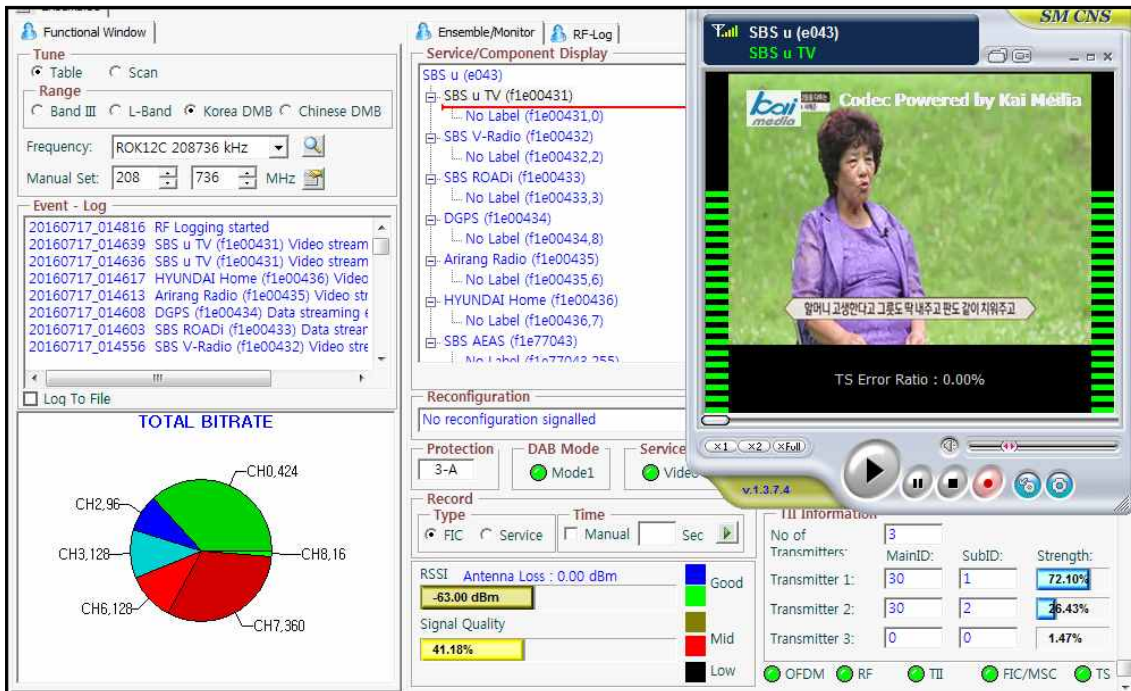 Functional Window
Tune
Table
Scan
Range
Band Ⅲ
L-Band
Korea DMB
Chinese DMB
Frequency:
ROK12C 208736 kHz
Manual Set:
208
736
MHz
Event - Log
20160717_014816 RF Logging started
20160717_014639 SBS u TV (f1e00431) Video stream
20160717_014636 SBS u TV (f1e00431) Video stream
20160717_014617 HYUNDAI Home (f1e00436) Video
20160717_014613 Arirang Radio (f1e00435) Video str
20160717_014608 DGPS (f1e00434) Data streaming e
20160717_014603 SBS ROADi (f1e00433) Data strear
20160717_014556 SBS V-Radio (f1e00432) Video stre
Log To File
TOTAL BITRATE
CH0,424
CH2,96
CH3,128
CH6,128
CH7,360
CH8,16
Ensemble/Monitor
RF-Log
Service/Component Display
SBS u (e043)
SBS u TV (f1e00431)
No Label (f1e00431,0)
SBS V-Radio (f1e00432)
No Label (f1e00432,2)
SBS ROADi (f1e00433)
No Label (f1e00433,3)
DGPS (f1e00434)
No Label (f1e00434,8)
Arirang Radio (f1e00435)
No Label (f1e00435,6)
HYUNDAI Home (f1e00436)
No Label (f1e00436,7)
SBS AEAS (f1e77043)
No Label (f1e77043,255)
Reconfiguration
No reconfiguration signalled
Protection
3-A
DAB Mode
Mode1
Service
Video
Record
Type
FIC
Service
Time
Manual
Sec
RSSI
Antenna Loss : 0.00 dBm
-63.00 dBm
Signal Quality
41.18%
Good
Mid
Low
SM CNS
SBS u (e043)
SBS u TV
kai media
Codec Powered by Kai Media
할머니 고생한다고 그릇도 딱 내주고 판도 같이 치워주고
TS Error Ratio : 0.00%
×1
×2
×Full
v.1.3.7.4
TII Information
No of Transmitters:
3
MainID:
SubID:
Strength:
Transmitter 1:
30
1
72.10%
Transmitter 2:
30
2
26.43%
Transmitter 3:
0
0
1.47%
OFDM
RF
TII
FIC/MSC
TS